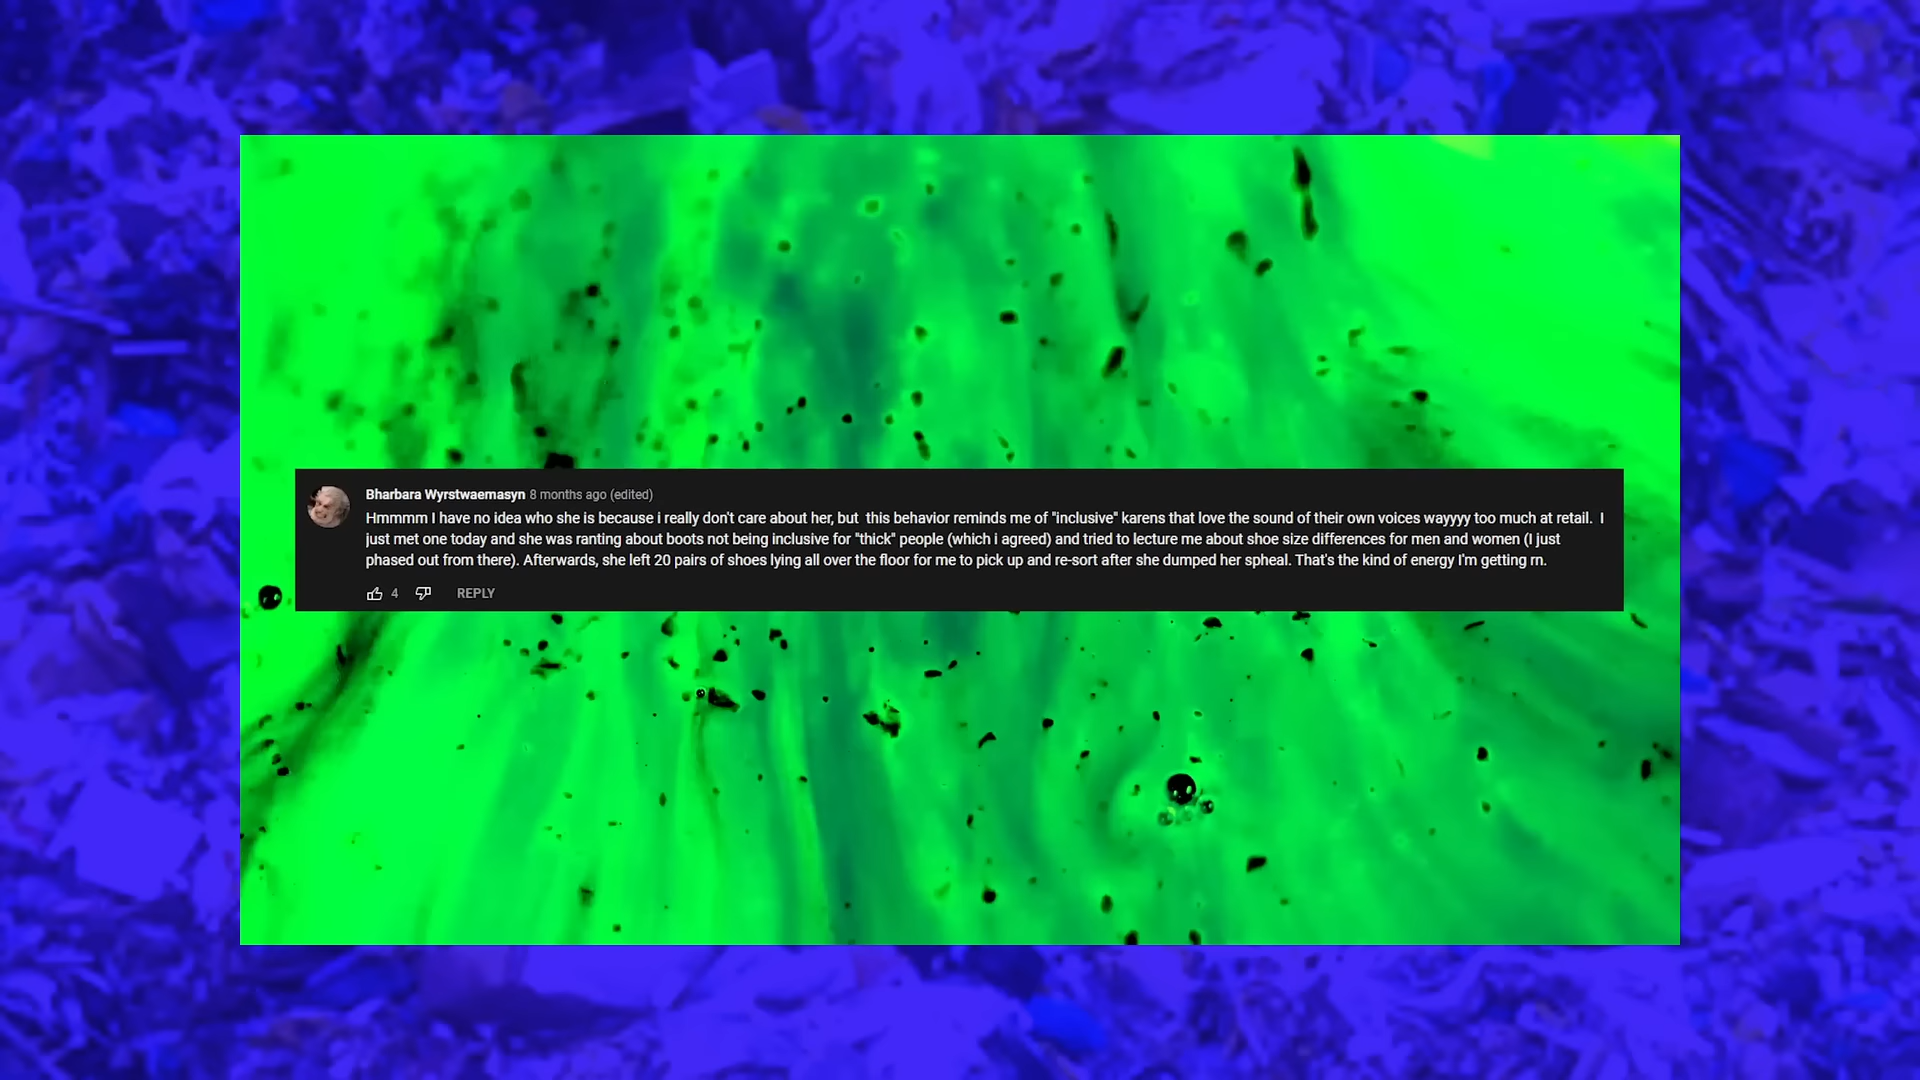 Bharbara Wyrstwaemasyn 8 months ago (edited)
Hmmmm I have no idea who she is because i really don't care about her, but  this behavior reminds me of "inclusive" karens that love the sound of their own voices wayyyy too much at retail.  I
just met one today and she was ranting about boots not being inclusive for "thick" people (which i agreed) and tried to lecture me about shoe size differences for men and women (I just
phased out from there). Afterwards, she left 20 pairs of shoes lying all over the floor for me to pick up and re-sort after she dumped her spheal. That's the kind of energy I'm getting rn.
4 REPLY